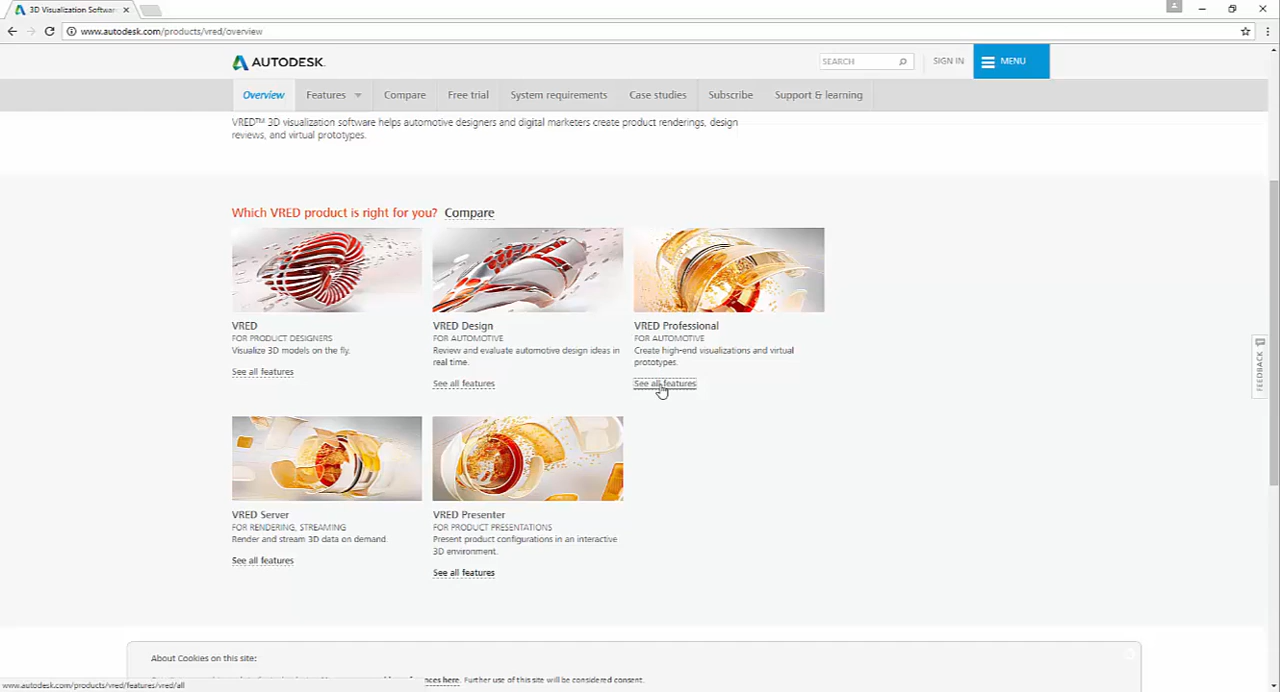 3D Visualization Softwar
www.autodesk.com/products/vred/overview
AUTODESK.
SEARCH
SIGN IN
MENU
Overview
Features
Compare
Free trial
System requirements
Case studies
Subscribe
Support & learning
VRED™ 3D visualization software helps automotive designers and digital marketers create product renderings, design
reviews, and virtual prototypes.
Which VRED product is right for you? Compare
VRED
FOR PRODUCT DESIGNERS
Visualize 3D models on the fly.
See all features
VRED Design
FOR AUTOMOTIVE
Review and evaluate automotive design ideas in
real time.
See all features
VRED Professional
FOR AUTOMOTIVE
Create high-end visualizations and virtual
prototypes.
See all features
VRED Server
FOR RENDERING, STREAMING
Render and stream 3D data on demand.
See all features
VRED Presenter
FOR PRODUCT PRESENTATIONS
Present product configurations in an interactive
3D environment.
See all features
FEEDBACK
About Cookies on this site:
here. Further use of this site will be considered consent.
www.autodesk.com/products/vred/features/vred/all